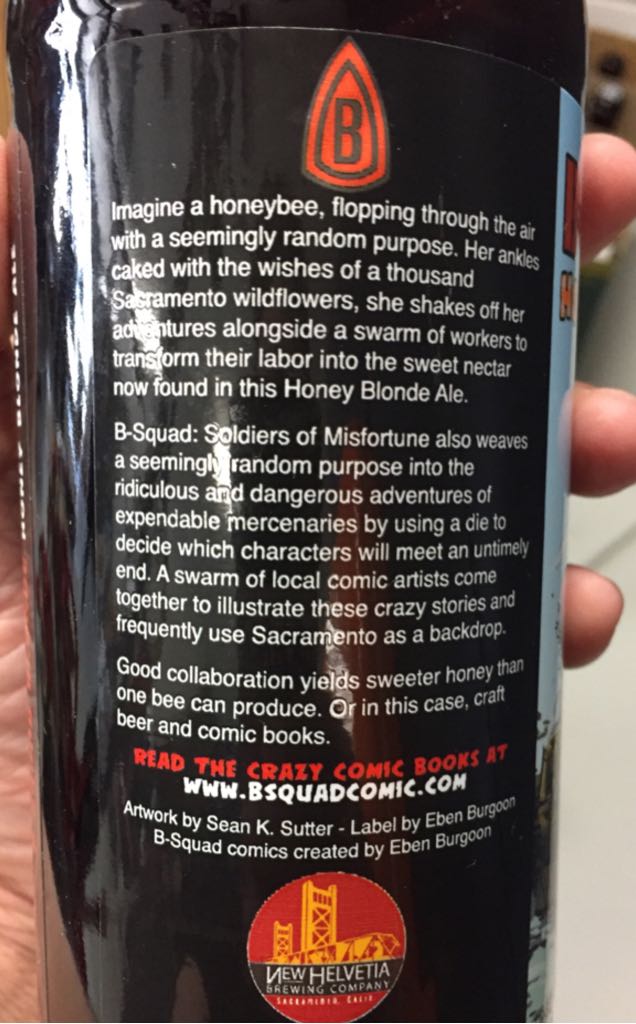 B
Imagine a honeybee, flopping through the air
with a seemingly random purpose. Her ankles
caked with the wishes of a thousand
Sacramento wildflowers, she shakes off her
adventures alongside a swarm of workers to
transform their labor into the sweet nectar
now found in this Honey Blonde Ale.
B-Squad: Soldiers of Misfortune also weaves
a seemingly random purpose into the
ridiculous and dangerous adventures of
expendable mercenaries by using a die to
decide which characters will meet an untimely
end. A swarm of local comic artists come
together to illustrate these crazy stories and
frequently use Sacramento as a backdrop.
Good collaboration yields sweeter honey than
one bee can produce. Or in this case, craft
beer and comic books.
READ THE CRAZY COMIC BOOKS AT
WWW.BSQUADCOMIC.COM
Artwork by Sean K. Sutter - Label by Eben Burgoon
B-Squad comics created by Eben Burgoon
NEW HELVETIA
BREWING COMPANY
SACRAMENTO, CALIF
HONEY BLONDE ALE